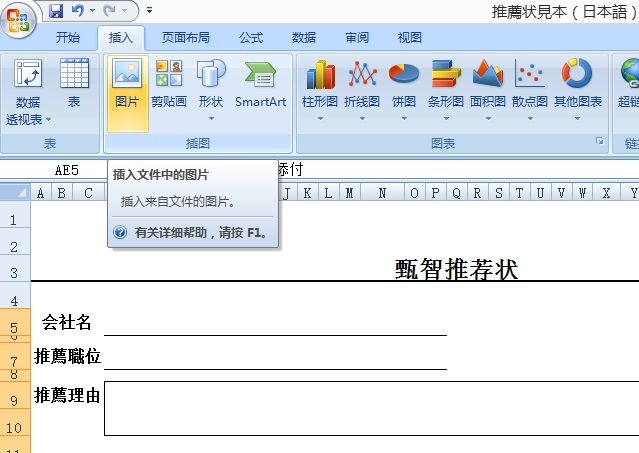 推薦状見本（日本語）
开始 插入 页面布局 公式 数据 审阅 视图
数据透视表 表 图片 剪贴画 形状 SmartArt 柱形图 折线图 饼图 条形图 面积图 散点图 其他图表 超链
表 插图 图表 链
AE5 添付
插入文件中的图片
插入来自文件的图片。
有关详细帮助，请按 F1。
A B C J K L M N O P Q R S T U V W X Y
1
2
3 甄智推荐状
4
5 会社名
6
7 推薦職位
8
9 推薦理由
10
11